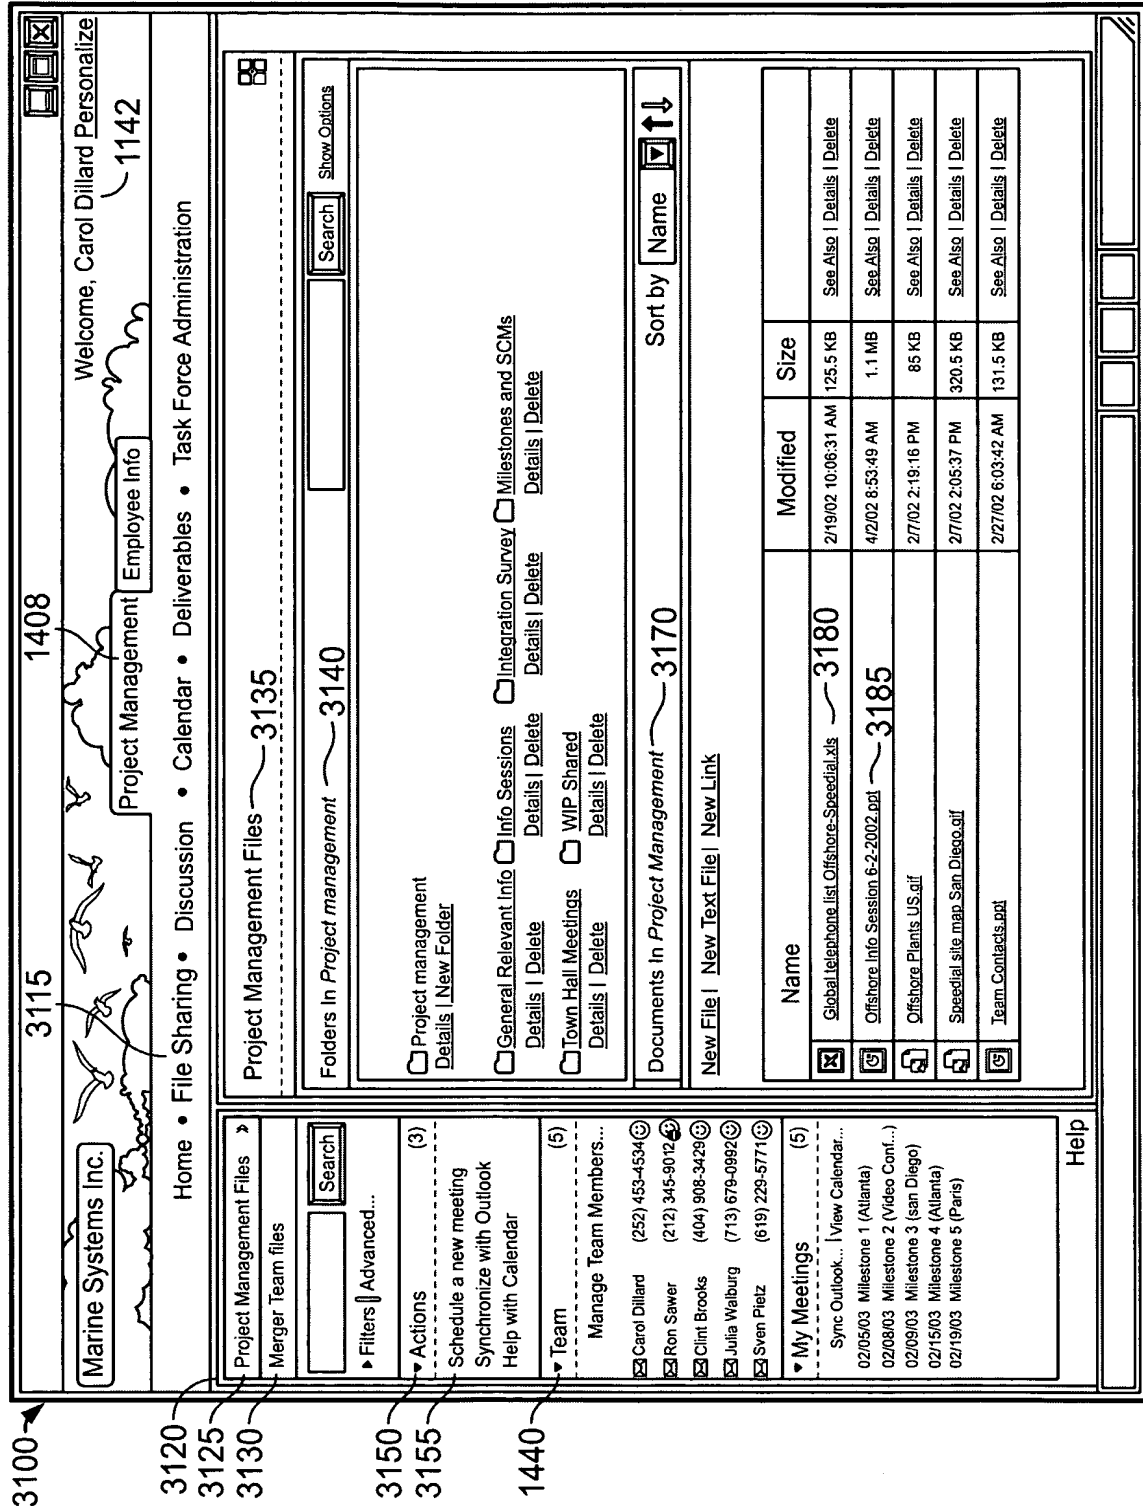 3100
3115
1408
Marine Systems Inc.
Project Management
Employee Info
Welcome, Carol Dillard Personalize
1142
Home • File Sharing • Discussion • Calendar • Deliverables • Task Force Administration
3120
3125
3130
Project Management Files »
Merger Team files
Search
▸Filters || Advanced...
3150
▾Actions (3)
3155
Schedule a new meeting
Synchronize with Outlook
Help with Calendar
1440
▾Team (5)
Manage Team Members...
Carol Dillard (252) 453-4534
Ron Sawer (212) 345-9012
Clint Brooks (404) 908-3429
Julia Walburg (713) 679-0992
Sven Pietz (619) 229-5771
▾My Meetings (5)
Sync Outlook... | View Calendar...
02/05/03 Milestone 1 (Atlanta)
02/08/03 Milestone 2 (Video Conf...)
02/09/03 Milestone 3 (san Diego)
02/15/03 Milestone 4 (Atlanta)
02/19/03 Milestone 5 (Paris)
Help
Project Management Files 3135
Folders In Project management 3140
Search Show Options
Project management
Details | New Folder
General Relevant Info Info Sessions Integration Survey Milestones and SCMs
Details | Delete Details | Delete Details | Delete Details | Delete
Town Hall Meetings WIP Shared
Details | Delete Details | Delete
Documents In Project Management 3170 Sort by Name
New File | New Text File | New Link
Name Modified Size
Global telephone list Offshore-Speedial.xls 3180 2/19/02 10:06:31 AM 125.5 KB See Also | Details | Delete
Offshore Info Session 6-2-2002.ppt 3185 4/2/02 8:53:49 AM 1.1 MB See Also | Details | Delete
Offshore Plants US.gif 2/7/02 2:19:16 PM 85 KB See Also | Details | Delete
Speedial site map San Diego.gif 2/7/02 2:05:37 PM 320.5 KB See Also | Details | Delete
Team Contacts.ppt 2/27/02 6:03:42 AM 131.5 KB See Also | Details | Delete